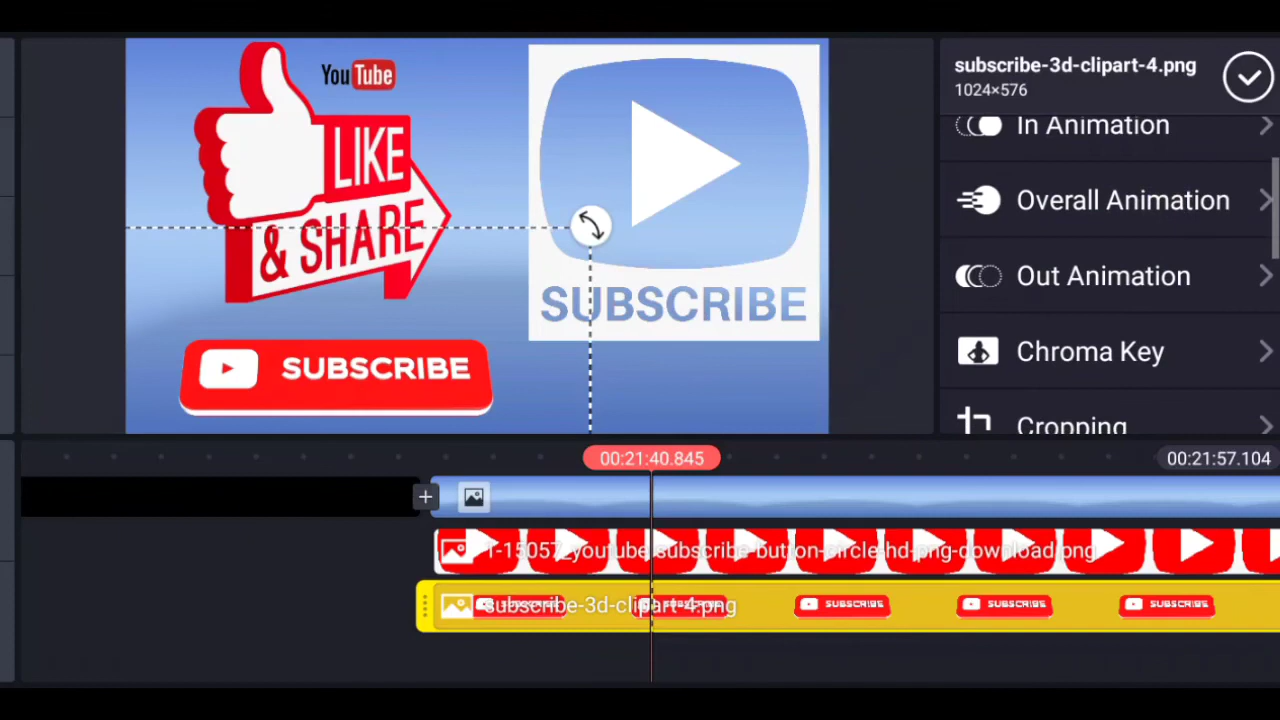 YouTube
LIKE
& SHARE
SUBSCRIBE
SUBSCRIBE
subscribe-3d-clipart-4.png
1024×576
In Animation
Overall Animation
Out Animation
Chroma Key
Cropping
00:21:40.845
00:21:57.104
1-15057_youtube-subscribe-button-circle-hd-png-download.png
subscribe-3d-clipart-4.png
SUBSCRIBE
SUBSCRIBE
SUBSCRIBE